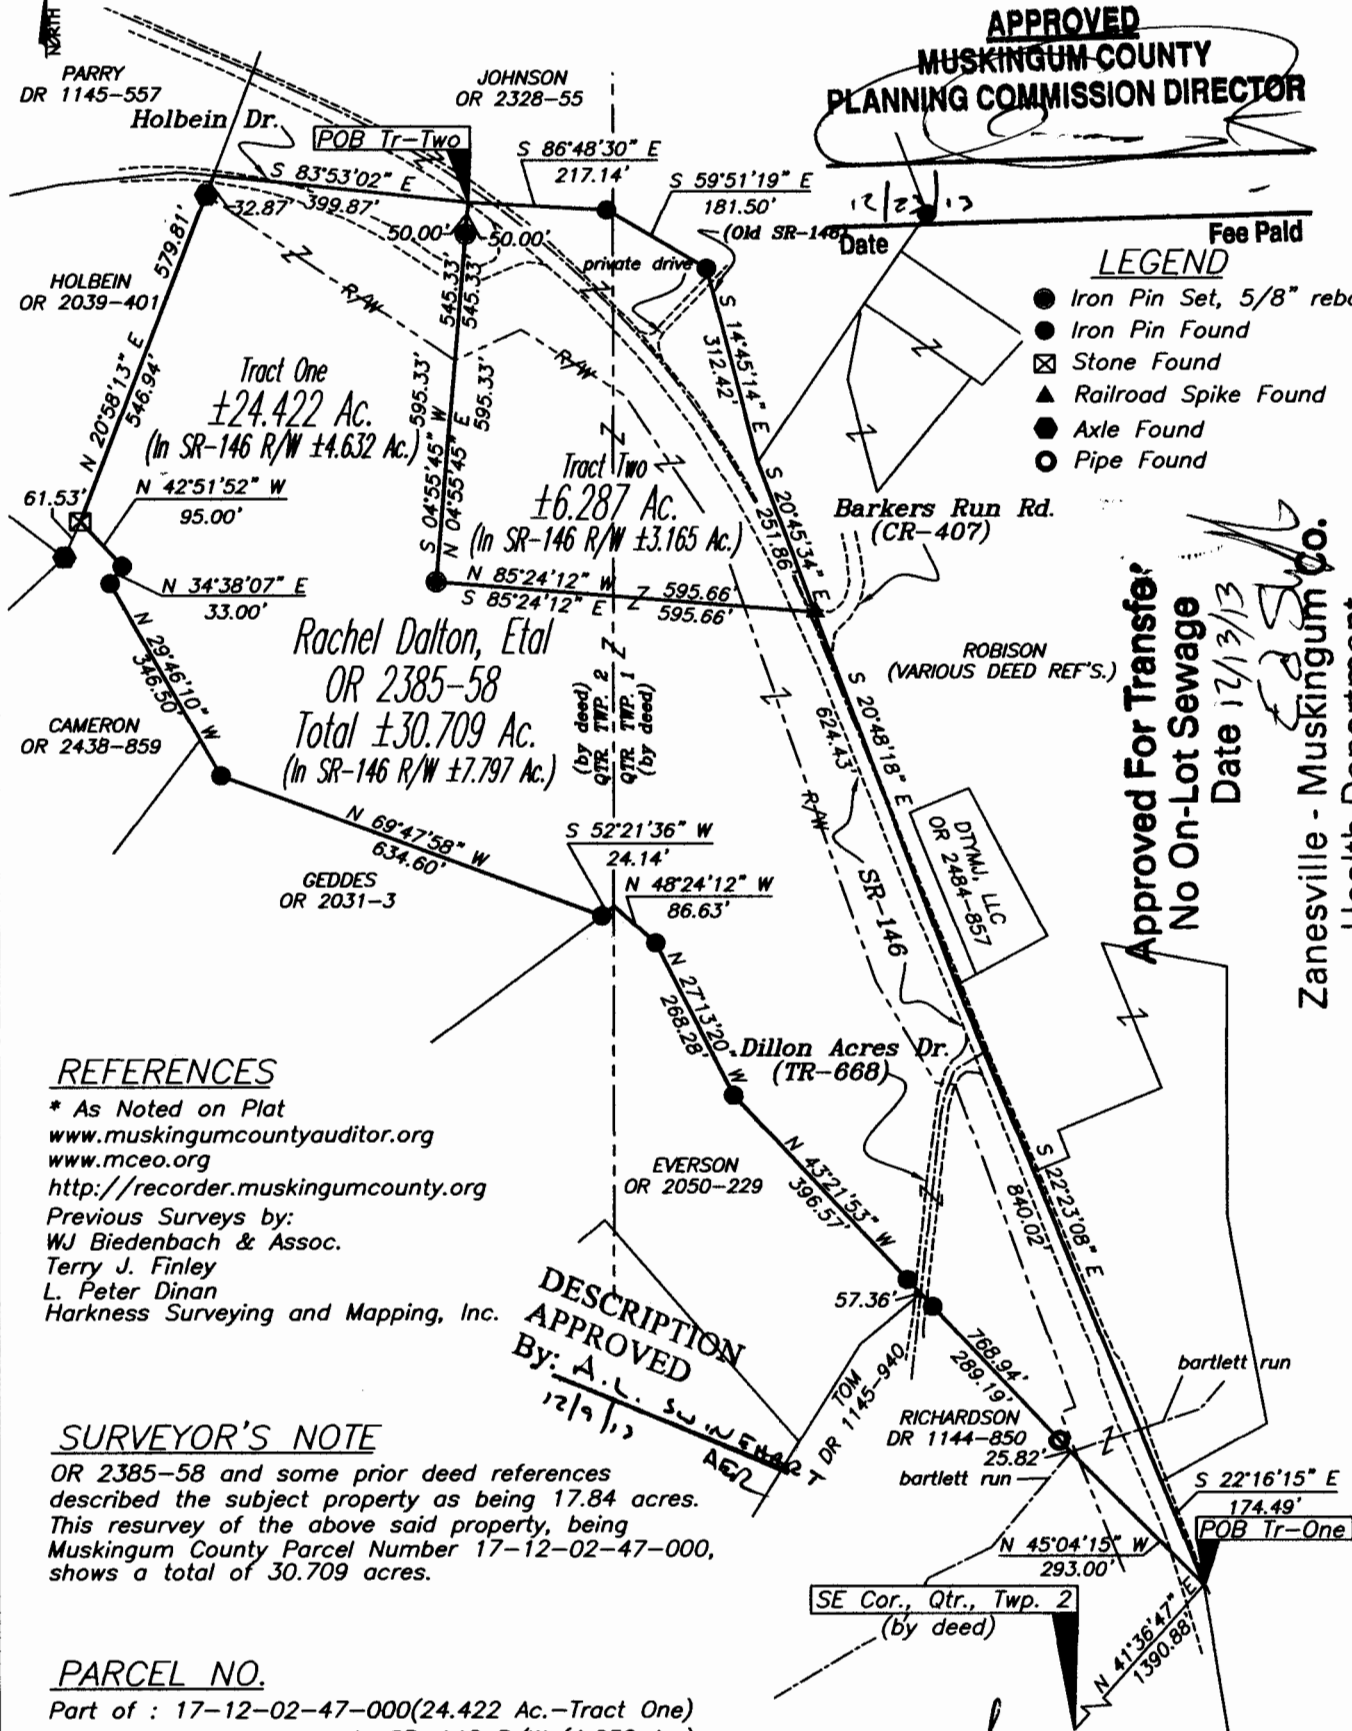 NORTH
PARRY
DR 1145-557
Holbein Dr.
POB Tr-Two
JOHNSON
OR 2328-55
APPROVED
MUSKINGUM COUNTY
PLANNING COMMISSION DIRECTOR
12/23/13
Date
Fee Paid
S 83°53'02" E
32.87'
399.87'
S 86°48'30" E
217.14'
S 59°51'19" E
181.50'
(Old SR-146)
50.00'
50.00'
private drive
LEGEND
Iron Pin Set, 5/8" reba
Iron Pin Found
Stone Found
Railroad Spike Found
Axle Found
Pipe Found
HOLBEIN
OR 2039-401
579.81'
N 20°58'13" E
546.94'
R/W
R/W
545.33'
545.33'
595.33'
595.33'
S 04°55'45" W
N 04°55'45" E
S 14°45'14" E
312.42'
Tract One
±24.422 Ac.
(In SR-146 R/W ±4.632 Ac.)
Tract Two
±6.287 Ac.
(In SR-146 R/W ±3.165 Ac.)
S 20°45'34" E
251.86'
Barkers Run Rd.
(CR-407)
61.53'
N 42°51'52" W
95.00'
N 34°38'07" E
33.00'
N 85°24'12" W
S 85°24'12" E
595.66'
595.66'
N 29°46'10" W
346.50'
Rachel Dalton, Etal
OR 2385-58
Total ±30.709 Ac.
(In SR-146 R/W ±7.797 Ac.)
(by deed)
QTR TWP. 2
QTR TWP. 1
(by deed)
ROBISON
(VARIOUS DEED REF'S.)
Approved For Transfer
No On-Lot Sewage
Date 12/13/13
Zanesville - Muskingum Co.
Health Department
CAMERON
OR 2438-859
S 20°48'18" E
624.43'
R/W
SR-146
DTYMJ, LLC
OR 2484-857
N 69°47'58" W
634.60'
GEDDES
OR 2031-3
S 52°21'36" W
24.14'
N 48°24'12" W
86.63'
N 27°13'20" W
268.28'
Dillon Acres Dr.
(TR-668)
REFERENCES
* As Noted on Plat
www.muskingumcountyauditor.org
www.mceo.org
http://recorder.muskingumcounty.org
Previous Surveys by:
WJ Biedenbach & Assoc.
Terry J. Finley
L. Peter Dinan
Harkness Surveying and Mapping, Inc.
EVERSON
OR 2050-229
N 43°21'53" W
396.57'
S 22°23'08" E
840.02'
57.36'
DESCRIPTION
APPROVED
By: A.L. SWINEHART
12/9/13
TOM
DR 1145-940
768.94'
289.19'
bartlett run
RICHARDSON
DR 1144-850
25.82'
bartlett run
S 22°16'15" E
174.49'
POB Tr-One
N 45°04'15" W
293.00'
SURVEYOR'S NOTE
OR 2385-58 and some prior deed references
described the subject property as being 17.84 acres.
This resurvey of the above said property, being
Muskingum County Parcel Number 17-12-02-47-000,
shows a total of 30.709 acres.
SE Cor., Qtr., Twp. 2
(by deed)
N 41°36'47" E
1390.88'
PARCEL NO.
Part of : 17-12-02-47-000(24.422 Ac.-Tract One)